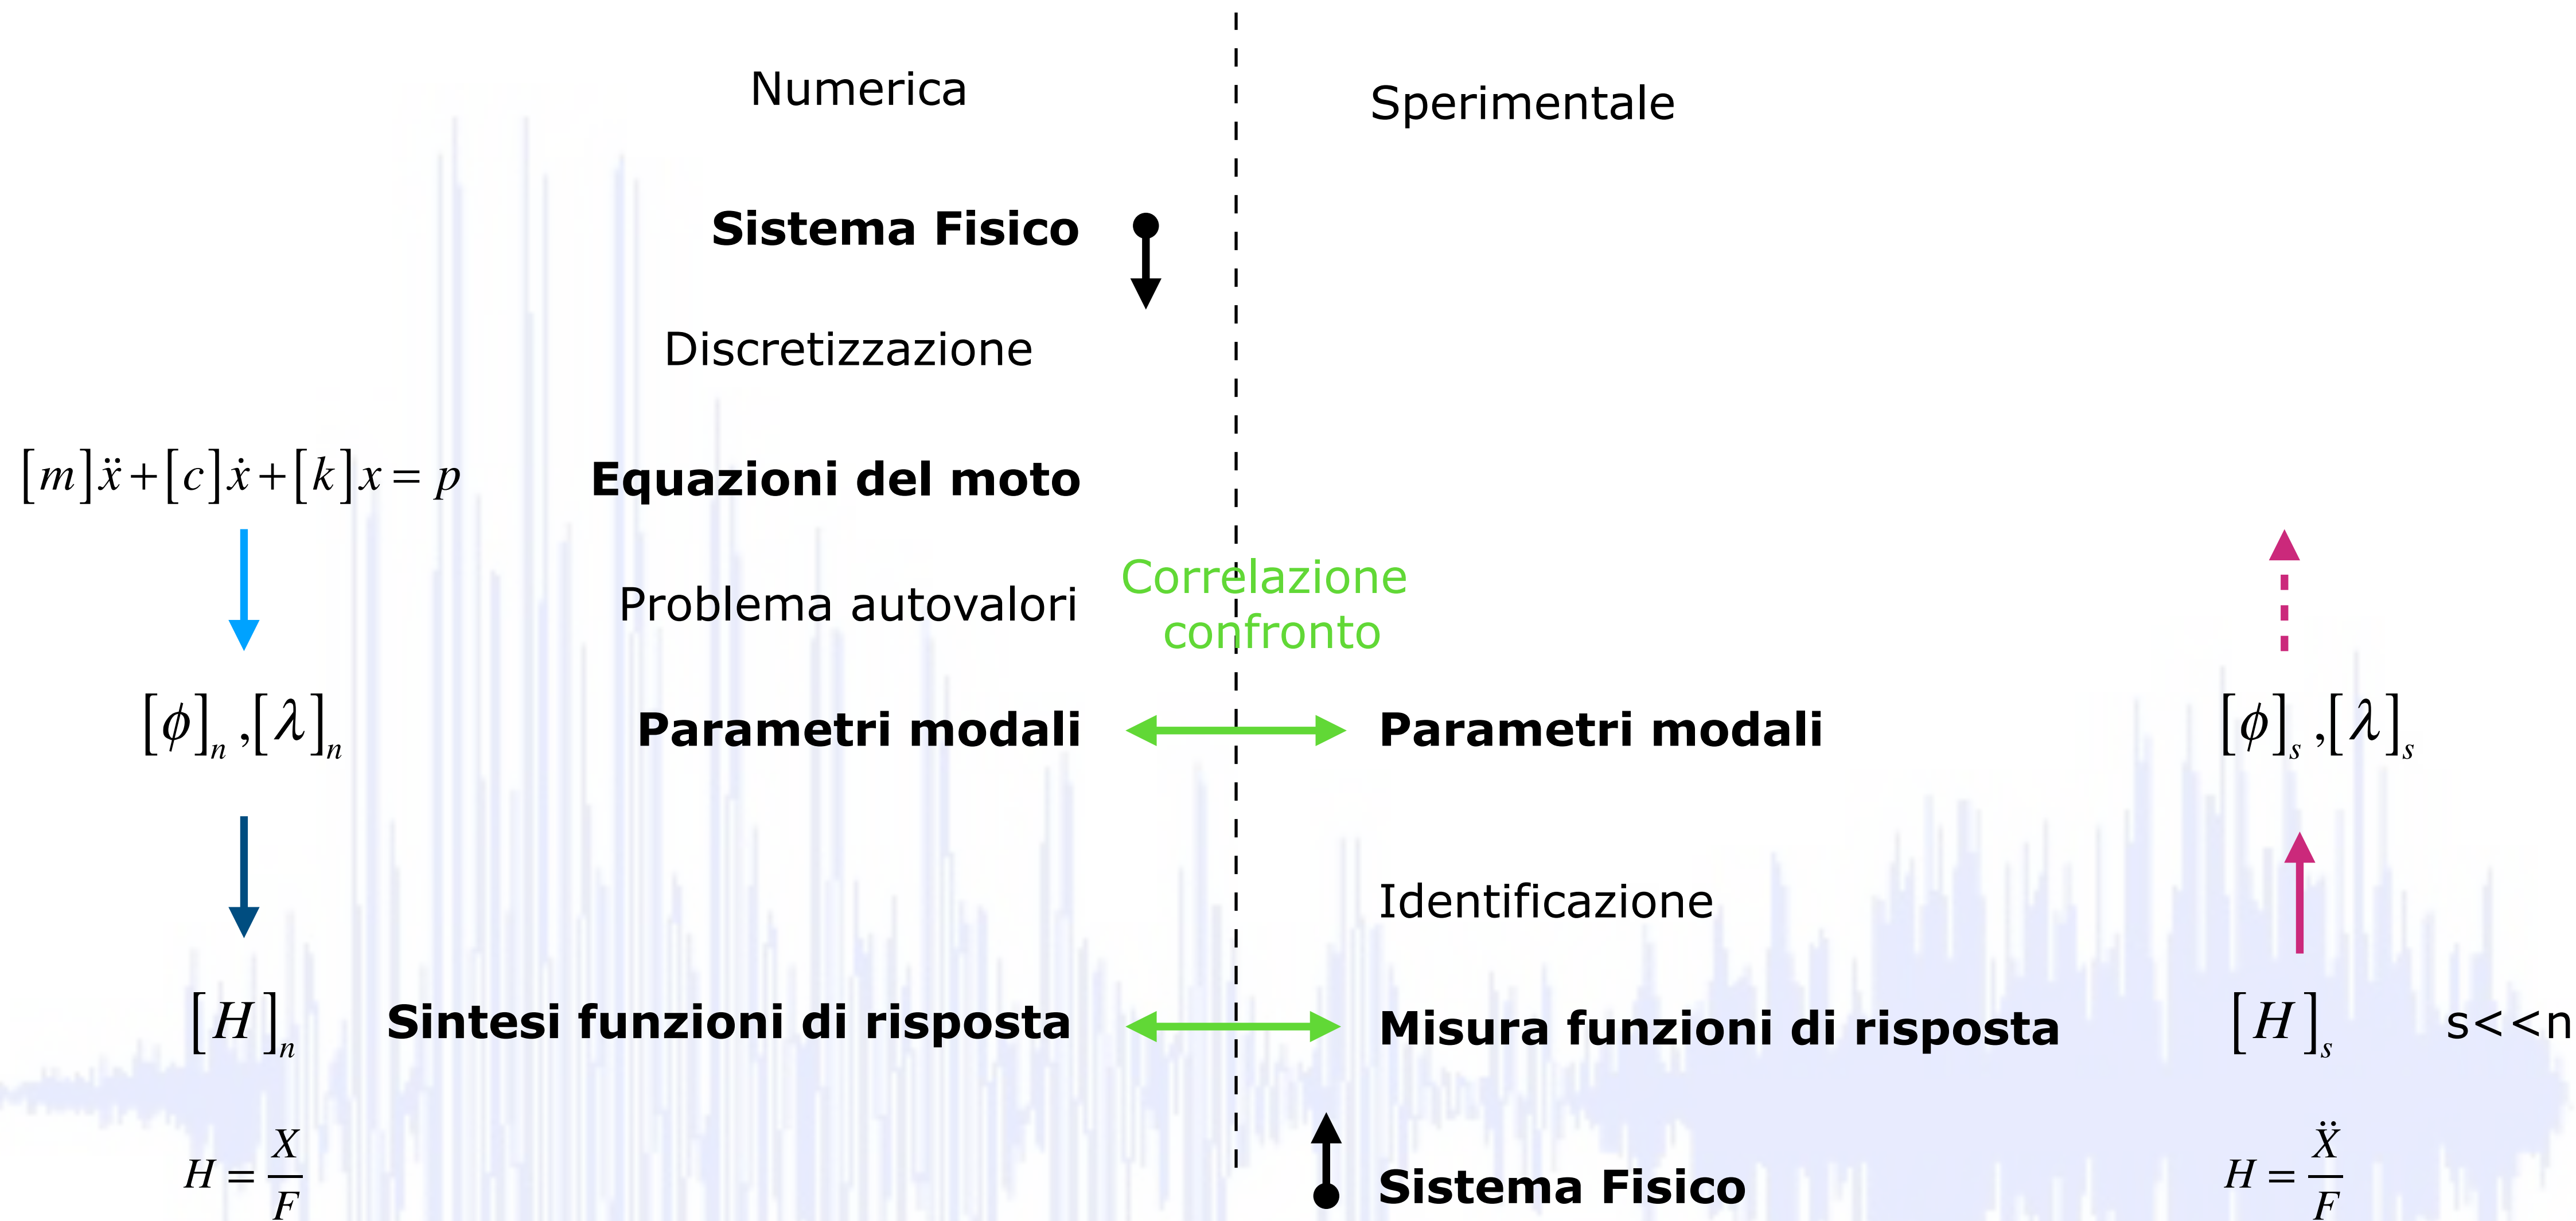 Numerica
Sperimentale
Sistema Fisico
Discretizzazione
[m]ẍ+[c]ẋ+[k]x = p
Equazioni del moto
Correlazione
confronto
Problema autovalori
[ϕ]ₙ ,[λ]ₙ
Parametri modali
Parametri modali
[ϕ]ₛ ,[λ]ₛ
Identificazione
[H]ₙ
Sintesi funzioni di risposta
Misura funzioni di risposta
[H]ₛ
s<<n
H = X/F
Sistema Fisico
H = Ẍ/F